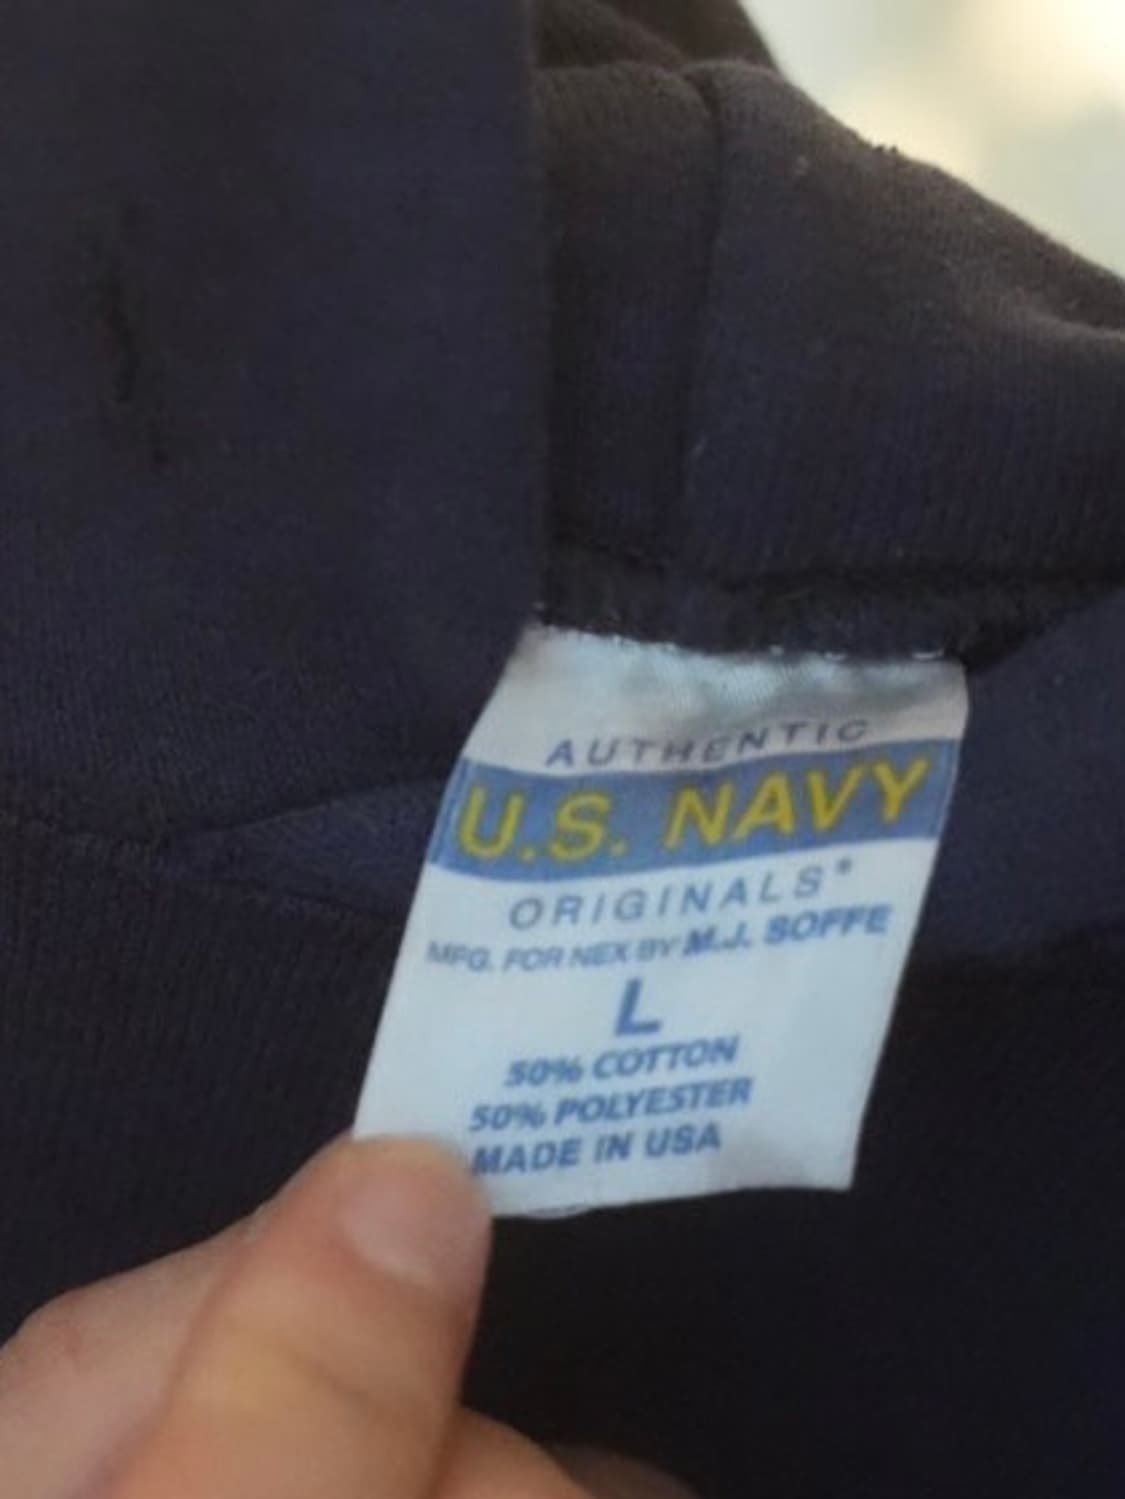 AUTHENTIC
U.S. NAVY
ORIGINALS*
MFG. FOR NEX BY M.J. SOFFE
L
50% COTTON
50% POLYESTER
MADE IN USA